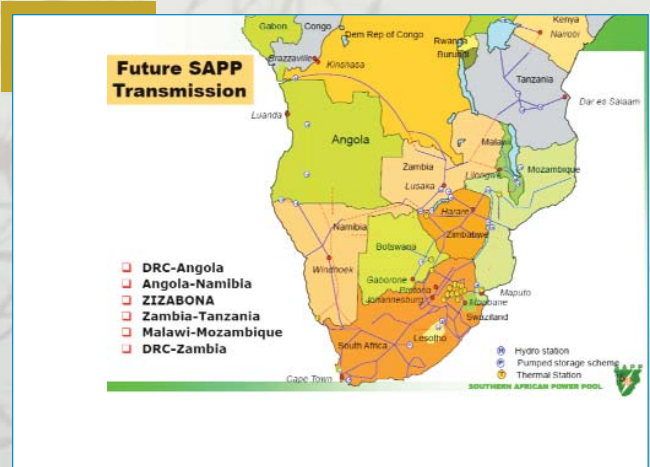 Gabon
Congo
Dem Rep of Congo
Kenya
Nairobi
Rwanda
Burundi
Brazzaville
Kinshasa
Future SAPP
Transmission
Tanzania
Dar es Salaam
Luanda
Angola
Malawi
Zambia
Lilongwe
Mozambique
Lusaka
Harare
Namibia
Zimbabwe
Botswana
Windhoek
❑ DRC-Angola
❑ Angola-Namibia
❑ ZIZABONA
❑ Zambia-Tanzania
❑ Malawi-Mozambique
❑ DRC-Zambia
Gaborone
Pretoria
Maputo
Johannesburg
Mbabane
Swaziland
South Africa
Lesotho
H Hydro station
P Pumped storage scheme
T Thermal Station
Cape Town
SOUTHERN AFRICAN POWER POOL
SAPP